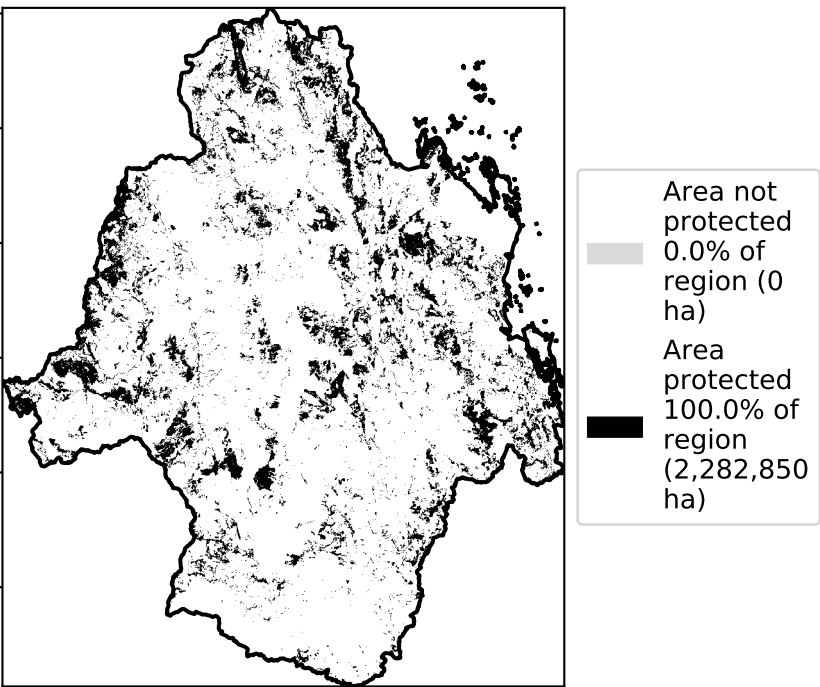 Area not
protected
0.0% of
region (0
ha)
Area
protected
100.0% of
region
(2,282,850
ha)